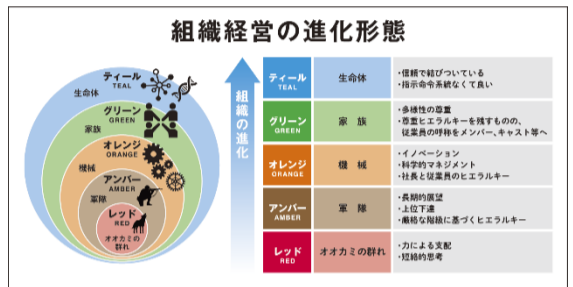 組織経営の進化形態
ティール
TEAL
生命体
グリーン
GREEN
家族
オレンジ
ORANGE
機械
アンバー
AMBER
軍隊
レッド
RED
オオカミの
群れ
組織の進化
ティール
TEAL
生命体
・信頼で結びついている
・指示命令系統なくて良い
グリーン
GREEN
家族
・多様性の尊重
・尊重ヒエラルキーを残すものの、
従業員の呼称をメンバー、キャスト等へ
オレンジ
ORANGE
機械
・イノベーション
・科学的マネジメント
・社長と従業員のヒエラルキー
アンバー
AMBER
軍隊
・長期的展望
・上位下達
・厳格な階級に基づくヒエラルキー
レッド
RED
オオカミの群れ
・力による支配
・短絡的思考